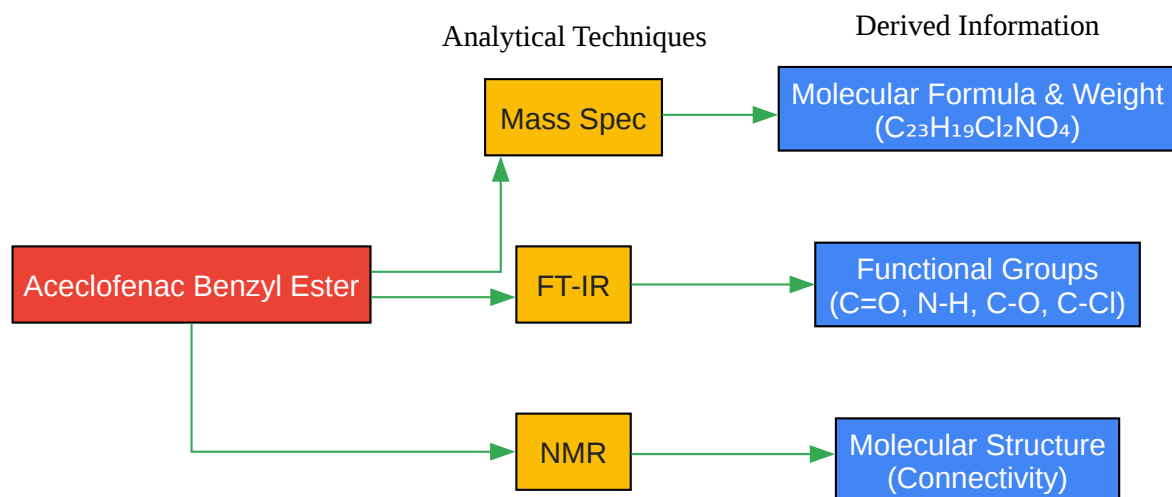 Analytical Techniques
Derived Information
Mass Spec
Molecular Formula & Weight
(C₂₃H₁₉Cl₂NO₄)
Aceclofenac Benzyl Ester
FT-IR
Functional Groups
(C=O, N-H, C-O, C-Cl)
NMR
Molecular Structure
(Connectivity)